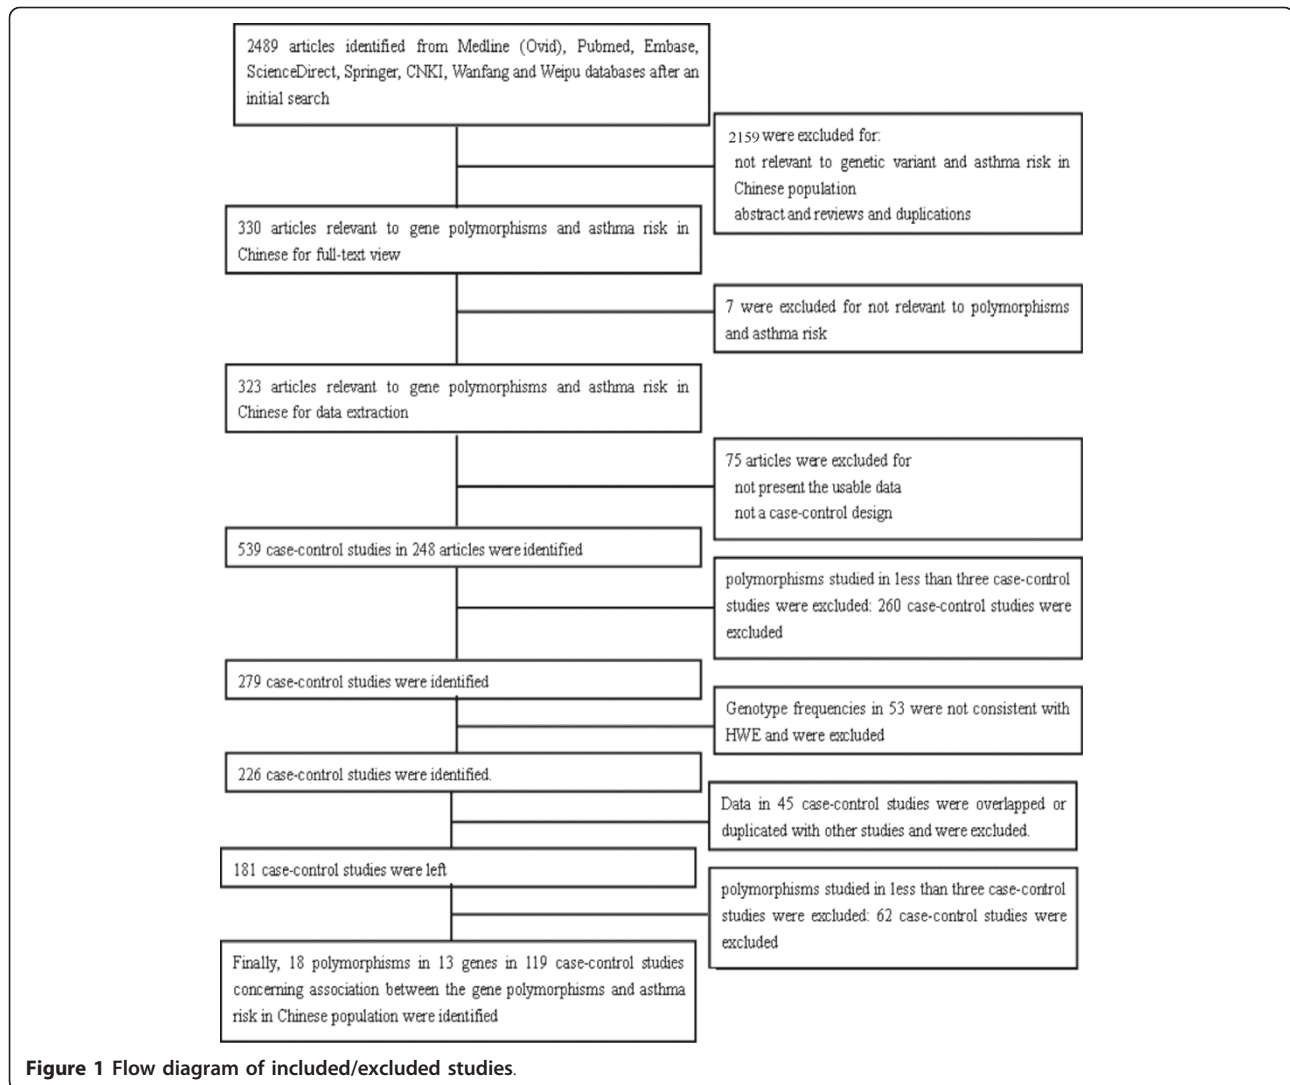 2489 articles identified from Medline (Ovid), Pubmed, Embase,
ScienceDirect, Springer, CNKI, Wanfang and Weipu databases after an
initial search
2159 were excluded for:
not relevant to genetic variant and asthma risk in
Chinese population
abstract and reviews and duplications
330 articles relevant to gene polymorphisms and asthma risk in
Chinese for full-text view
7 were excluded for not relevant to polymorphisms
and asthma risk
323 articles relevant to gene polymorphisms and asthma risk in
Chinese for data extraction
75 articles were excluded for
not present the usable data
not a case-control design
539 case-control studies in 248 articles were identified
polymorphisms studied in less than three case-control
studies were excluded: 260 case-control studies were
excluded
279 case-control studies were identified
Genotype frequencies in 53 were not consistent with
HWE and were excluded
226 case-control studies were identified.
Data in 45 case-control studies were overlapped or
duplicated with other studies and were excluded.
181 case-control studies were left
polymorphisms studied in less than three case-control
studies were excluded: 62 case-control studies were
excluded
Finally, 18 polymorphisms in 13 genes in 119 case-control studies
concerning association between the gene polymorphisms and asthma
risk in Chinese population were identified
Figure 1 Flow diagram of included/excluded studies.